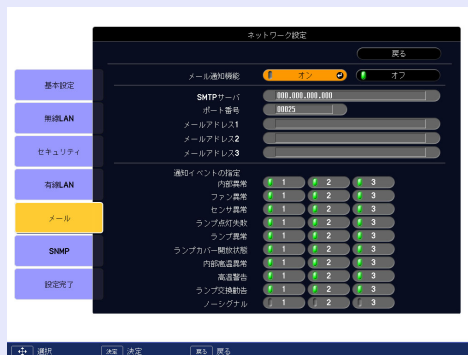 ネットワーク設定
戻る
基本設定
無線LAN
セキュリティ
有線LAN
メール
SNMP
設定完了
メール通知機能 オン オフ
SMTPサーバ 000.000.000.000
ポート番号 00025
メールアドレス1
メールアドレス2
メールアドレス3
通知イベントの指定
内部異常 1 2 3
ファン異常 1 2 3
センサ異常 1 2 3
ランプ点灯失敗 1 2 3
ランプ異常 1 2 3
ランプカバー開放状態 1 2 3
内部高温異常 1 2 3
高温警告 1 2 3
ランプ交換勧告 1 2 3
ノーシグナル 1 2 3
選択 決定 決定 戻る 戻る